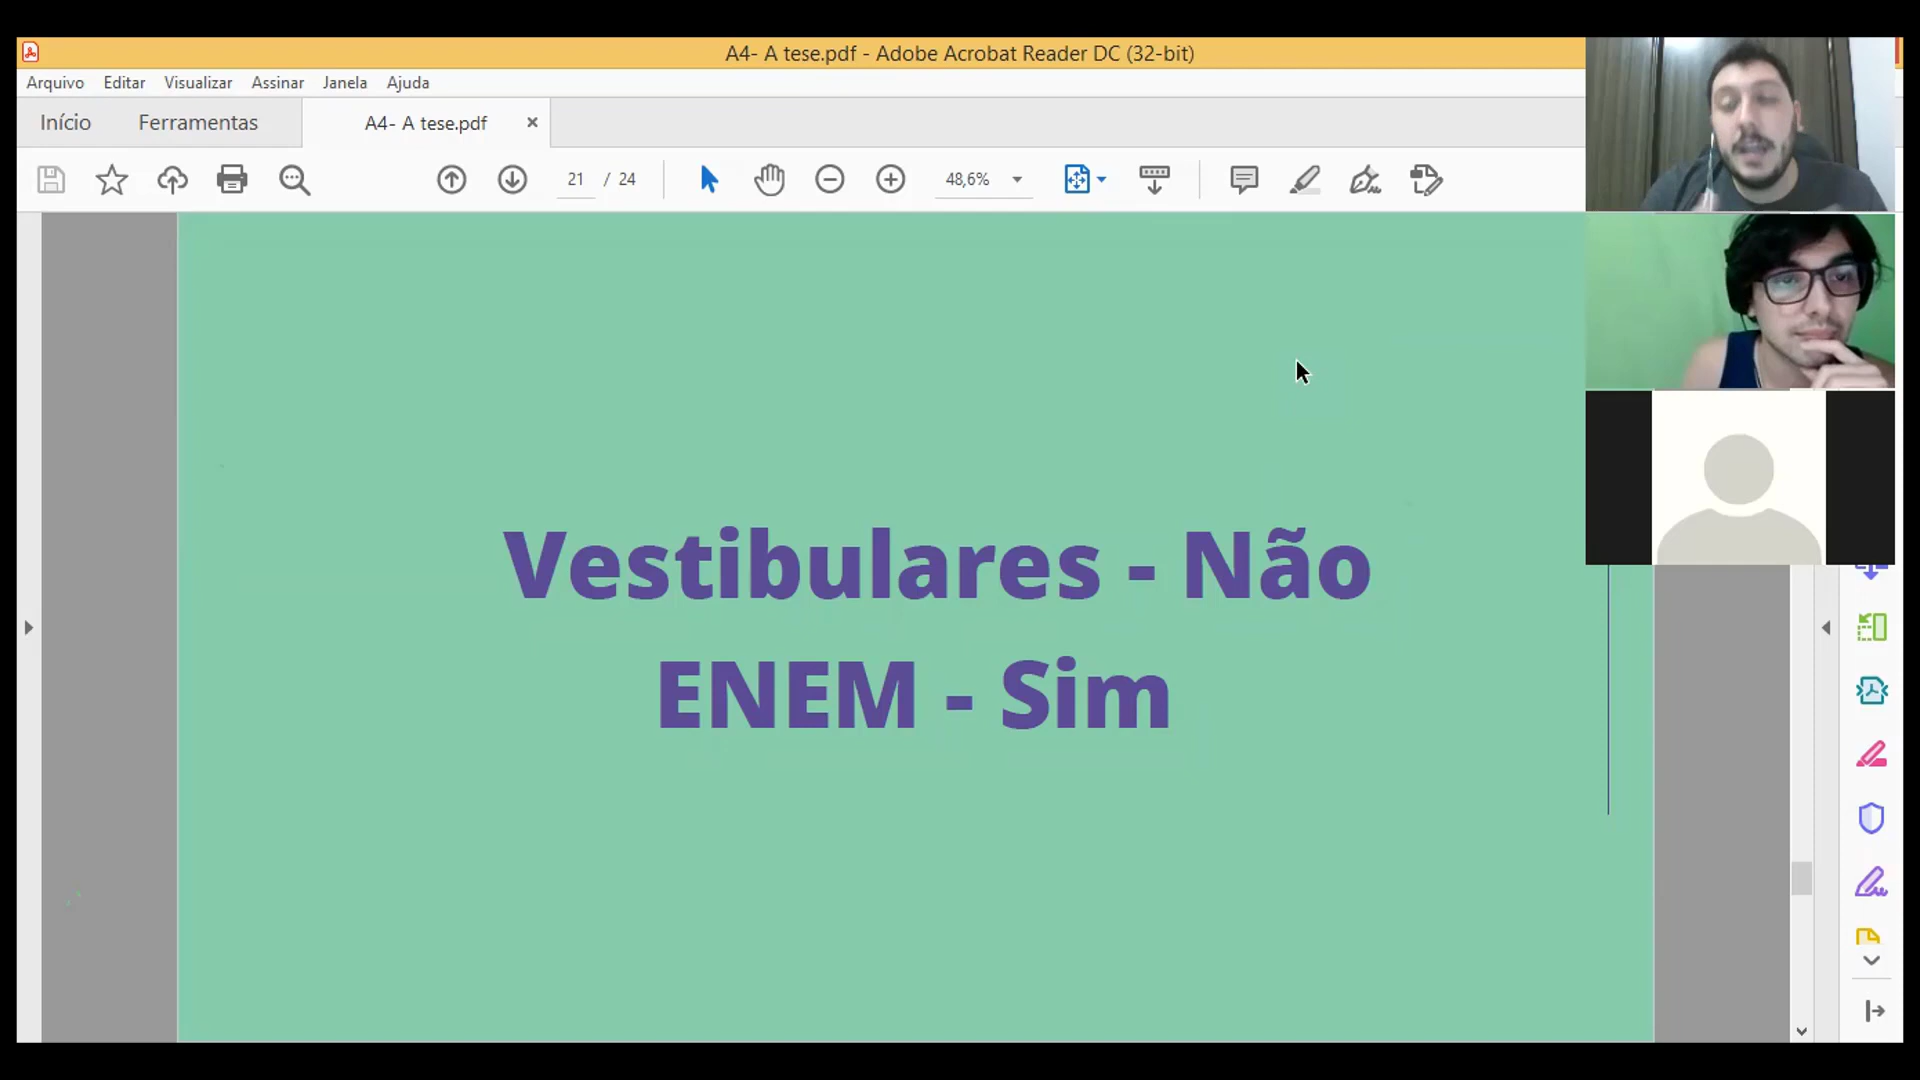 A4- A tese.pdf - Adobe Acrobat Reader DC (32-bit)
Arquivo Editar Visualizar Assinar Janela Ajuda
Início Ferramentas A4- A tese.pdf
21 / 24 48,6%
Vestibulares - Não
ENEM - Sim